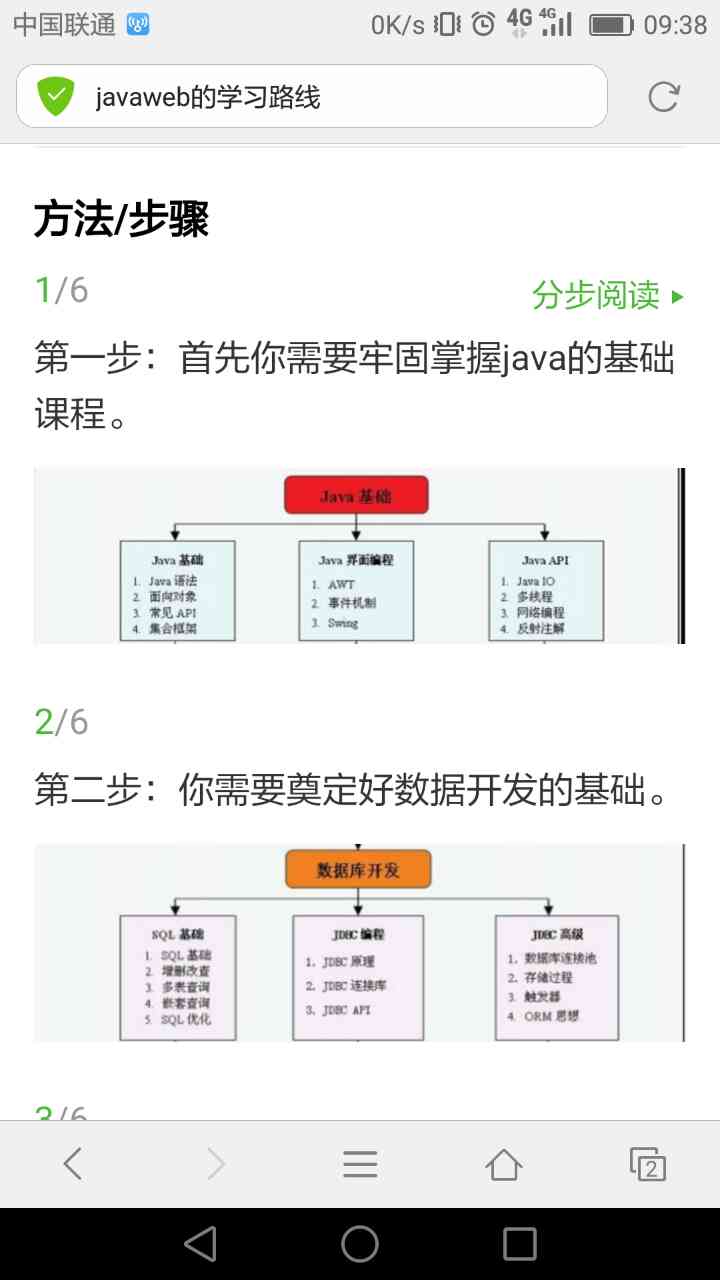 中国联通 0K/s 4G 4G 09:38
javaweb的学习路线
方法/步骤
1/6 分步阅读
第一步：首先你需要牢固掌握java的基础
课程。
Java 基础
Java 基础
1. Java 语法
2. 面向对象
3. 常见 API
4. 集合框架
Java 界面编程
1. AWT
2. 事件机制
3. Swing
Java API
1. Java IO
2. 多线程
3. 网络编程
4. 反射注解
2/6
第二步：你需要奠定好数据开发的基础。
数据库开发
SQL 基础
1. SQL 基础
2. 增删改查
3. 多表查询
4. 嵌套查询
5. SQL 优化
JDBC 编程
1. JDBC 原理
2. JDBC 连接库
3. JDBC API
JDBC 高级
1. 数据库连接池
2. 存储过程
3. 触发器
4. ORM 思想
3/6
2